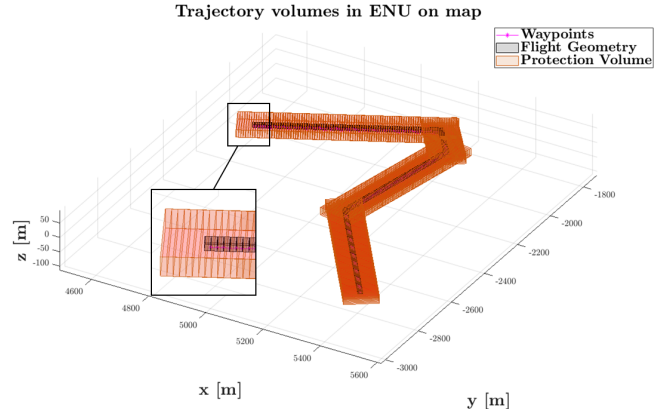 Trajectory volumes in ENU on map
Waypoints
Flight Geometry
Protection Volume
z [m]
50
0
-50
-100
4600
4800
5000
5200
5400
5600
x [m]
-3000
-2800
-2600
-2400
-2200
-2000
-1800
y [m]